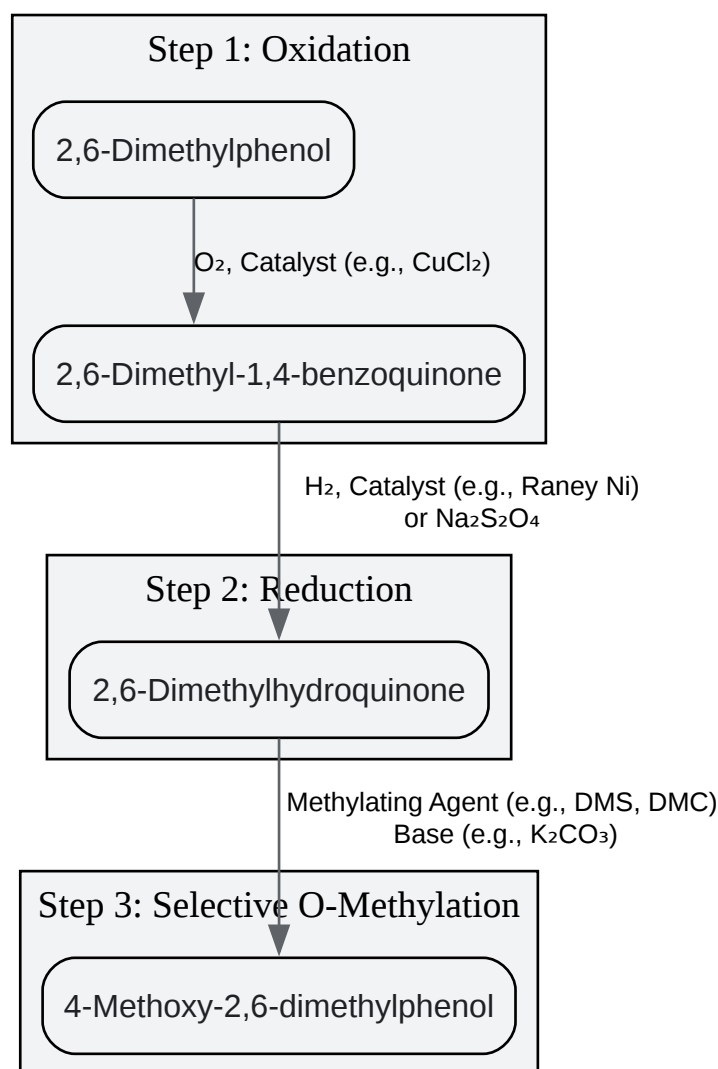 Step 1: Oxidation
2,6-Dimethylphenol
O₂, Catalyst (e.g., CuCl₂)
2,6-Dimethyl-1,4-benzoquinone
H₂, Catalyst (e.g., Raney Ni)
or Na₂S₂O₄
Step 2: Reduction
2,6-Dimethylhydroquinone
Methylating Agent (e.g., DMS, DMC)
Base (e.g., K₂CO₃)
Step 3: Selective O-Methylation
4-Methoxy-2,6-dimethylphenol